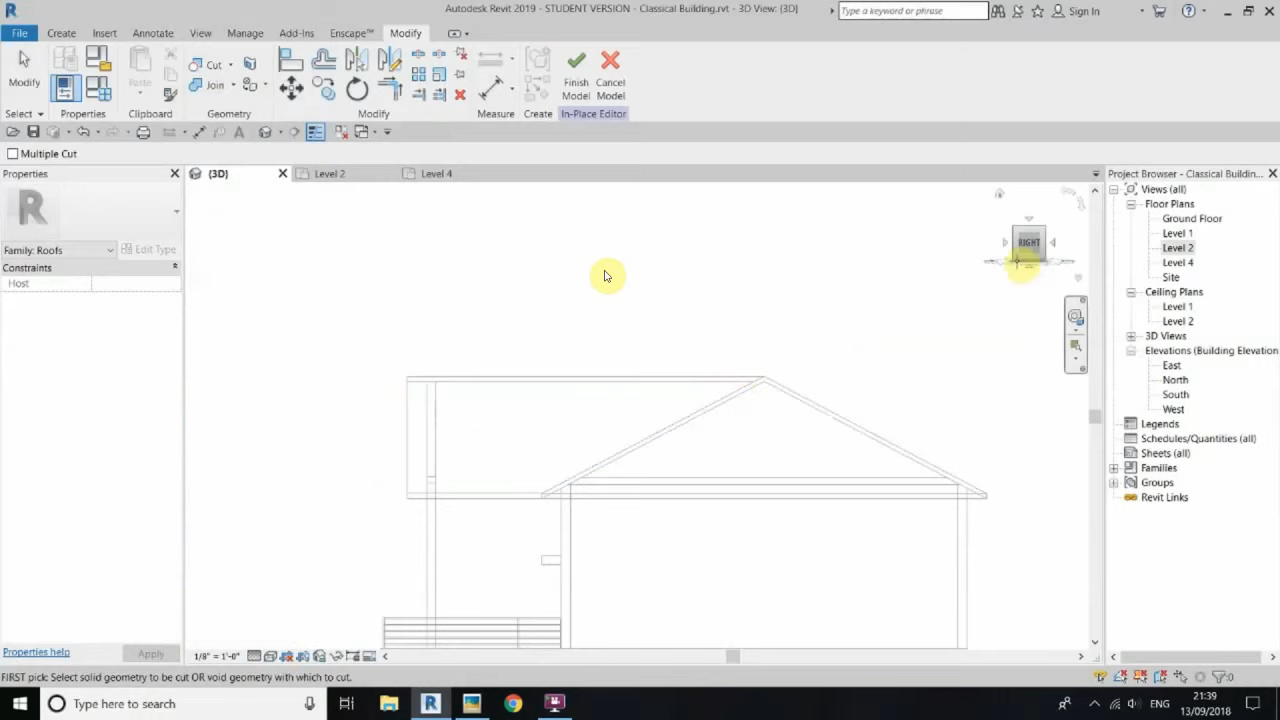 Autodesk Revit 2019 - STUDENT VERSION - Classical Building.rvt - 3D View: {3D}
Type a keyword or phrase
Sign In
File Create Insert Annotate View Manage Add-Ins Enscape™ Modify
Modify
Paste
Cut
Join
Finish Model
Cancel Model
Select Properties Clipboard Geometry Modify Measure Create In-Place Editor
Multiple Cut
Properties
{3D}
Level 2
Level 4
Project Browser - Classical Buildin...
R
Family: Roofs
Edit Type
Constraints
Host
RIGHT
Views (all)
Floor Plans
Ground Floor
Level 1
Level 2
Level 4
Site
Ceiling Plans
Level 1
Level 2
3D Views
Elevations (Building Elevation
East
North
South
West
Legends
Schedules/Quantities (all)
Sheets (all)
Families
Groups
Revit Links
Properties help
Apply
1/8" = 1'-0"
FIRST pick: Select solid geometry to be cut OR void geometry with which to cut.
:0
Type here to search
ENG
21:39
13/09/2018